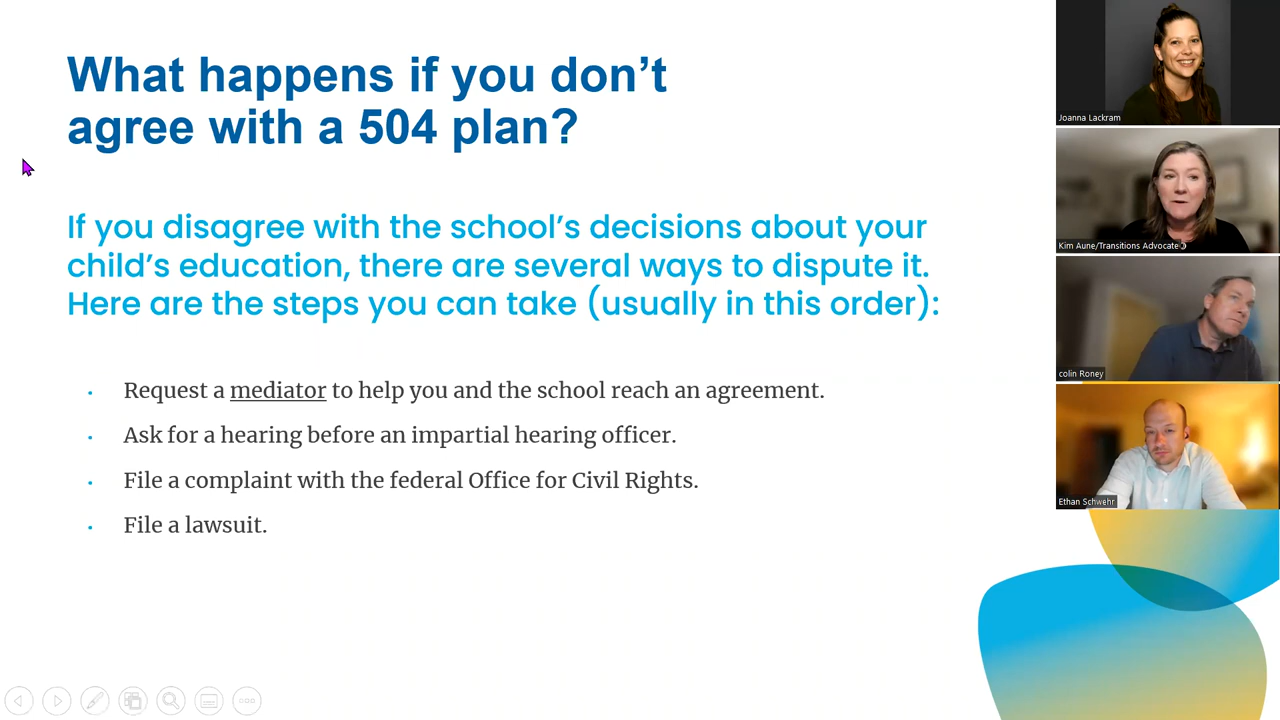 What happens if you don’t
agree with a 504 plan?
If you disagree with the school’s decisions about your
child’s education, there are several ways to dispute it.
Here are the steps you can take (usually in this order):
· Request a mediator to help you and the school reach an agreement.
· Ask for a hearing before an impartial hearing officer.
· File a complaint with the federal Office for Civil Rights.
· File a lawsuit.
Joanna Lackram
Kim Aune/Transitions Advocate
colin Roney
Ethan Schwehr